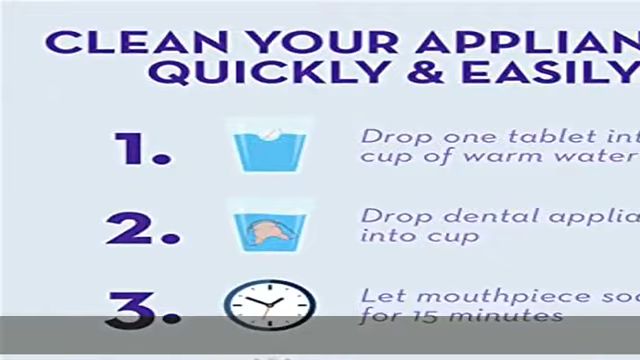 CLEAN YOUR APPLIAN
QUICKLY & EASILY
1.
Drop one tablet int
cup of warm water
2.
Drop dental applia
into cup
3.
Let mouthpiece soa
for 15 minutes